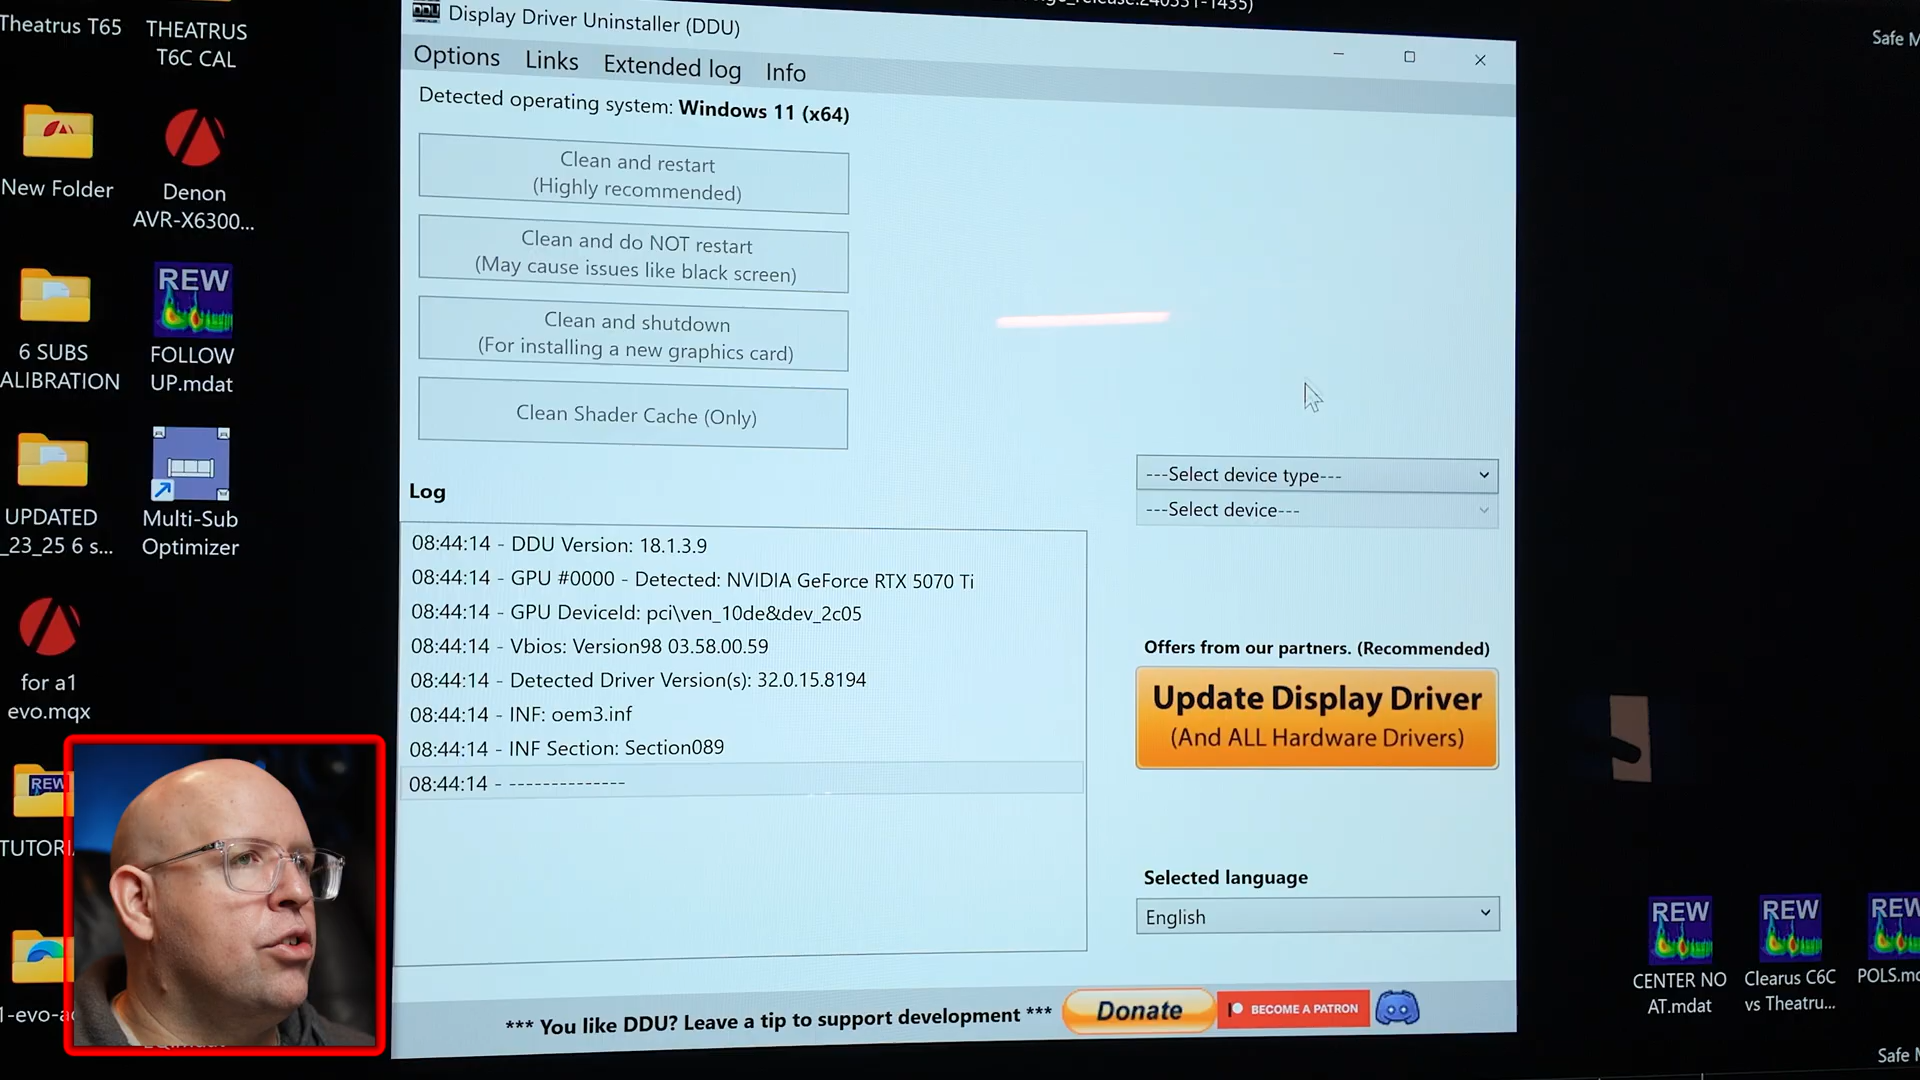 Theatrus T65
THEATRUS
T6C CAL
New Folder
Denon
AVR-X6300...
6 SUBS
ALIBRATION
REW
FOLLOW
UP.mdat
UPDATED
_23_25 6 s...
Multi-Sub
Optimizer
for a1
evo.mqx
REW
Display Driver Uninstaller (DDU)
Options
Links
Extended log
Info
Detected operating system: Windows 11 (x64)
Clean and restart
(Highly recommended)
Clean and do NOT restart
(May cause issues like black screen)
Clean and shutdown
(For installing a new graphics card)
Clean Shader Cache (Only)
Log
08:44:14 - DDU Version: 18.1.3.9
08:44:14 - GPU #0000 - Detected: NVIDIA GeForce RTX 5070 Ti
08:44:14 - GPU DeviceId: pci\ven_10de&dev_2c05
08:44:14 - Vbios: Version98 03.58.00.59
08:44:14 - Detected Driver Version(s): 32.0.15.8194
08:44:14 - INF: oem3.inf
08:44:14 - INF Section: Section089
08:44:14 - --------------
---Select device type---
---Select device---
Offers from our partners. (Recommended)
Update Display Driver
(And ALL Hardware Drivers)
Selected language
English
*** You like DDU? Leave a tip to support development ***
Donate
BECOME A PATRON
Safe M
REW
CENTER NO
AT.mdat
REW
Clearus C6C
vs Theatru...
REW
POLS.m
Safe M